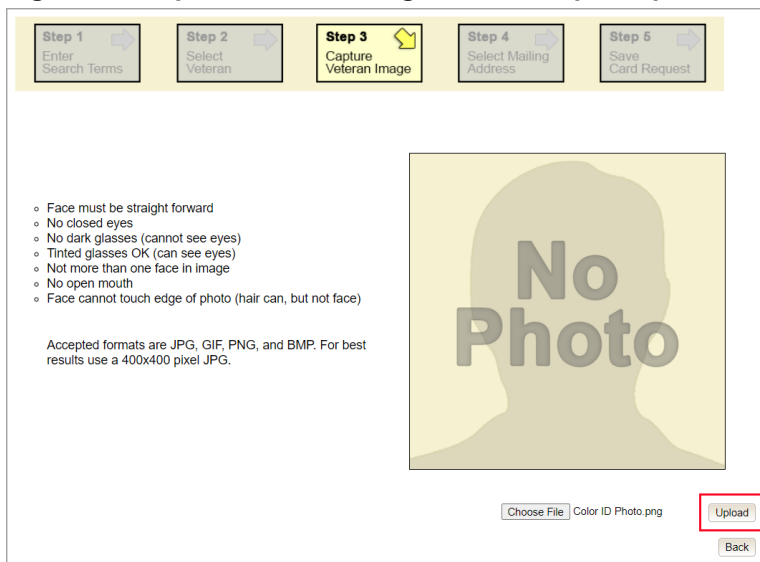 Step 1
Enter
Search Terms
Step 2
Select
Veteran
Step 3
Capture
Veteran Image
Step 4
Select Mailing
Address
Step 5
Save
Card Request
Face must be straight forward
No closed eyes
No dark glasses (cannot see eyes)
Tinted glasses OK (can see eyes)
Not more than one face in image
No open mouth
Face cannot touch edge of photo (hair can, but not face)
Accepted formats are JPG, GIF, PNG, and BMP. For best
results use a 400x400 pixel JPG.
No
Photo
Choose File Color ID Photo.png
Upload
Back